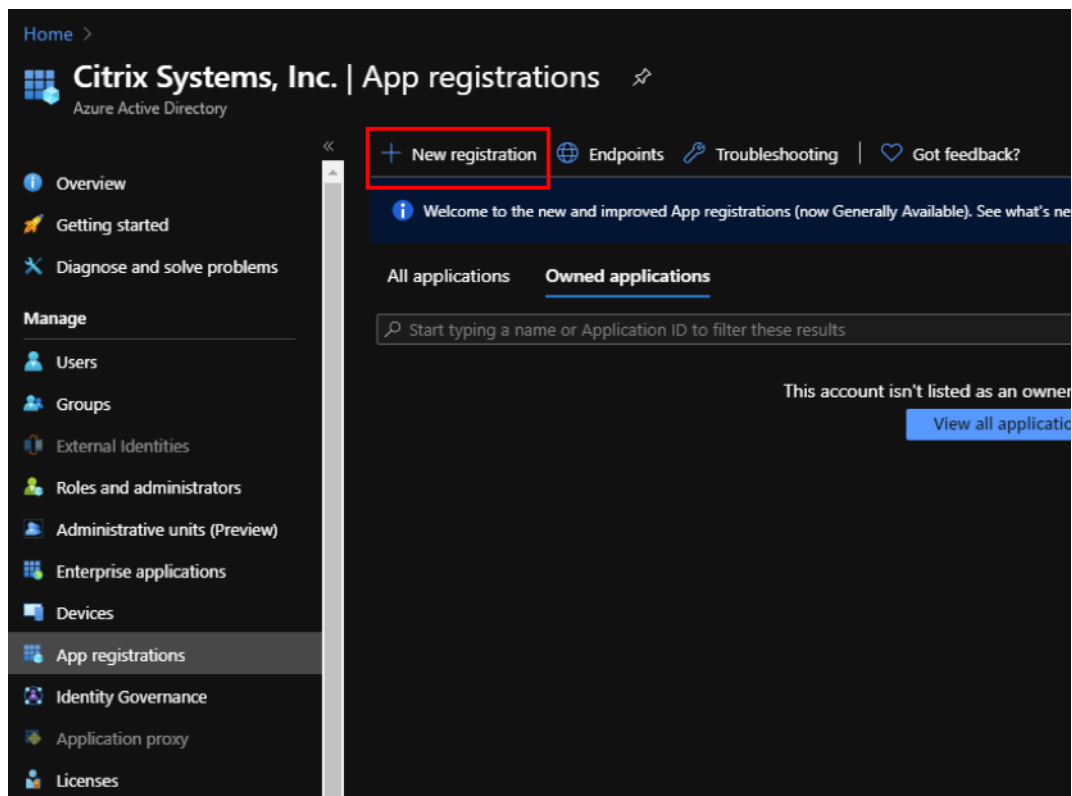 Home >
Citrix Systems, Inc. | App registrations
Azure Active Directory
«
New registration
Endpoints
Troubleshooting
Got feedback?
Welcome to the new and improved App registrations (now Generally Available). See what's ne
All applications
Owned applications
Start typing a name or Application ID to filter these results
This account isn't listed as an owner
View all applicatio
Overview
Getting started
Diagnose and solve problems
Manage
Users
Groups
External Identities
Roles and administrators
Administrative units (Preview)
Enterprise applications
Devices
App registrations
Identity Governance
Application proxy
Licenses